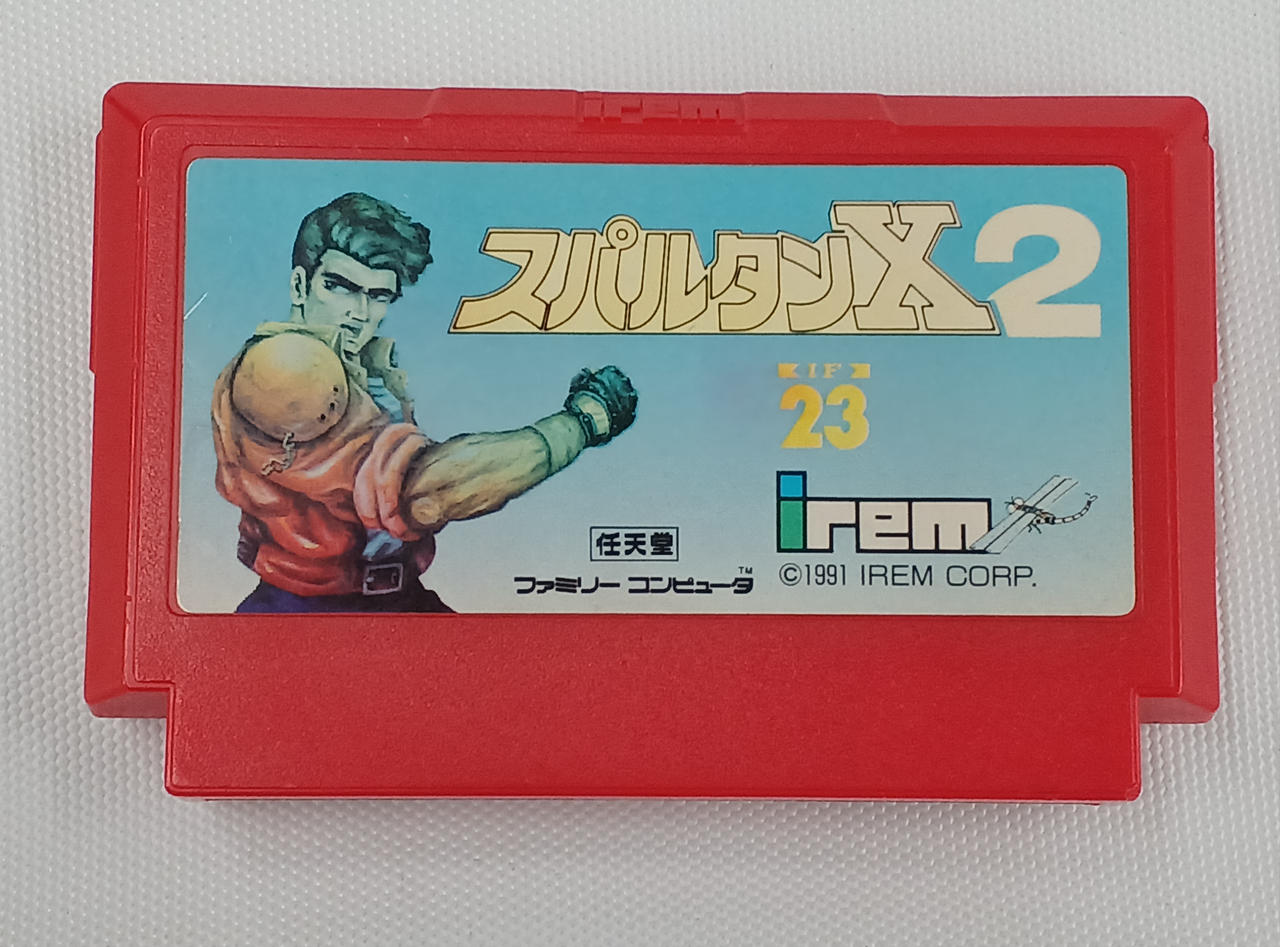 irem
スパルタンX2
IF
23
irem
任天堂
ファミリー コンピュータ™
©1991 IREM CORP.